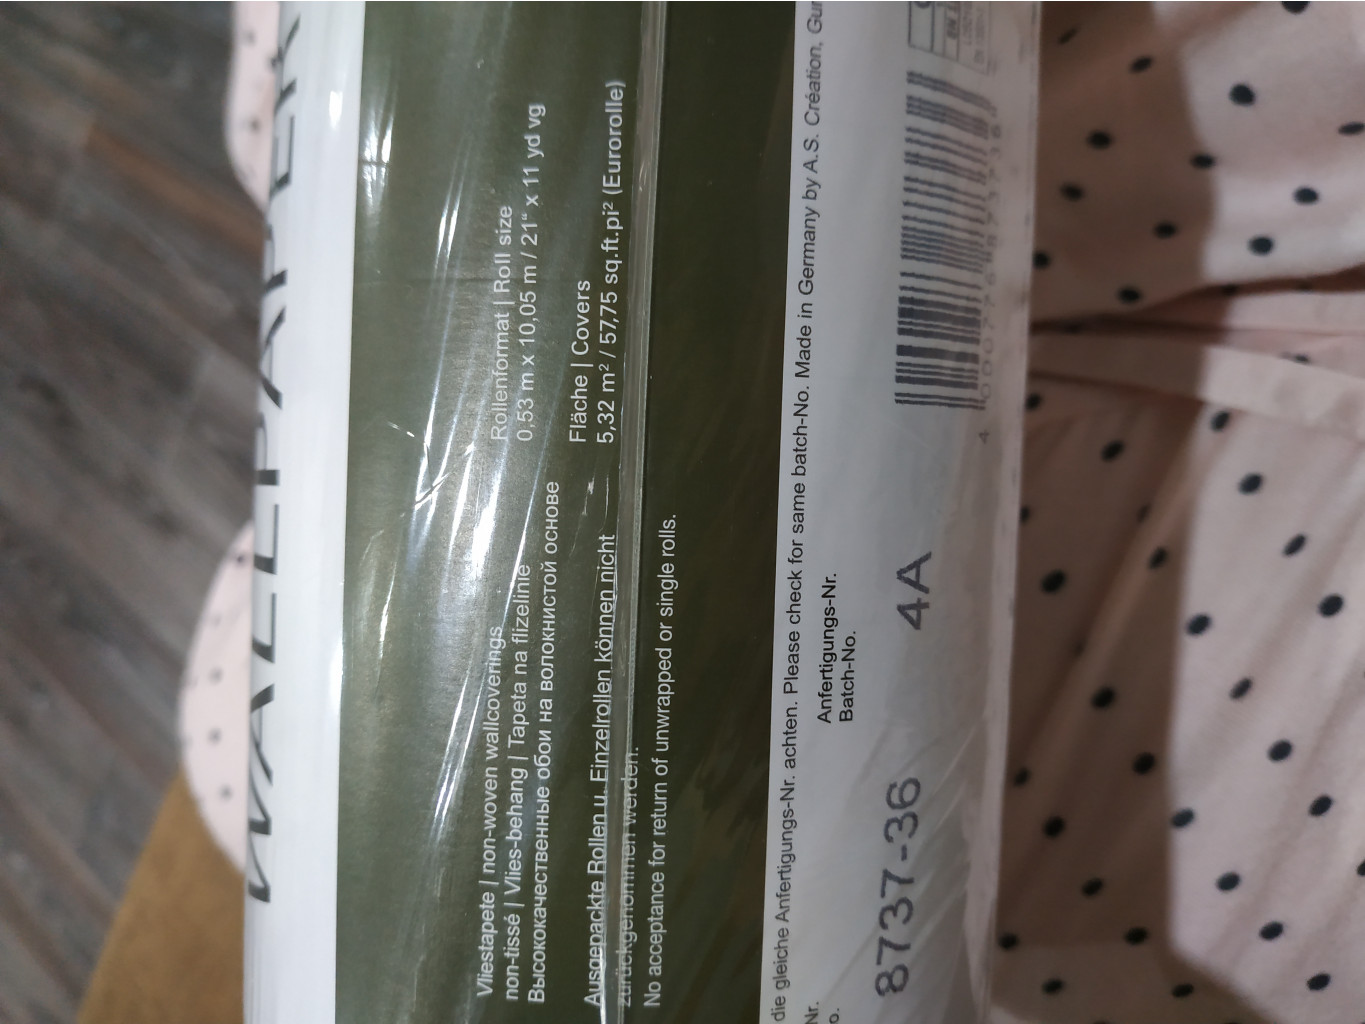 WALLPAPER
Vliestapete | non-woven wallcoverings
non-tissé | Vlies-behang | Tapeta na flizelinie
Высококачественные обои на волокнистой основе
Rollenformat | Roll size
0,53 m x 10,05 m / 21" x 11 yd vg
Fläche | Covers
5,32 m² / 57,75 sq.ft.pi² (Eurorolle)
Ausgepackte Rollen u. Einzelrollen können nicht
zurückgenommen werden.
No acceptance for return of unwrapped or single rolls.
die gleiche Anfertigungs-Nr. achten. Please check for same batch-No. Made in Germany by A.S. Création,
Nr.
o.
8737-36
Anfertigungs-Nr.
Batch-No.
4A